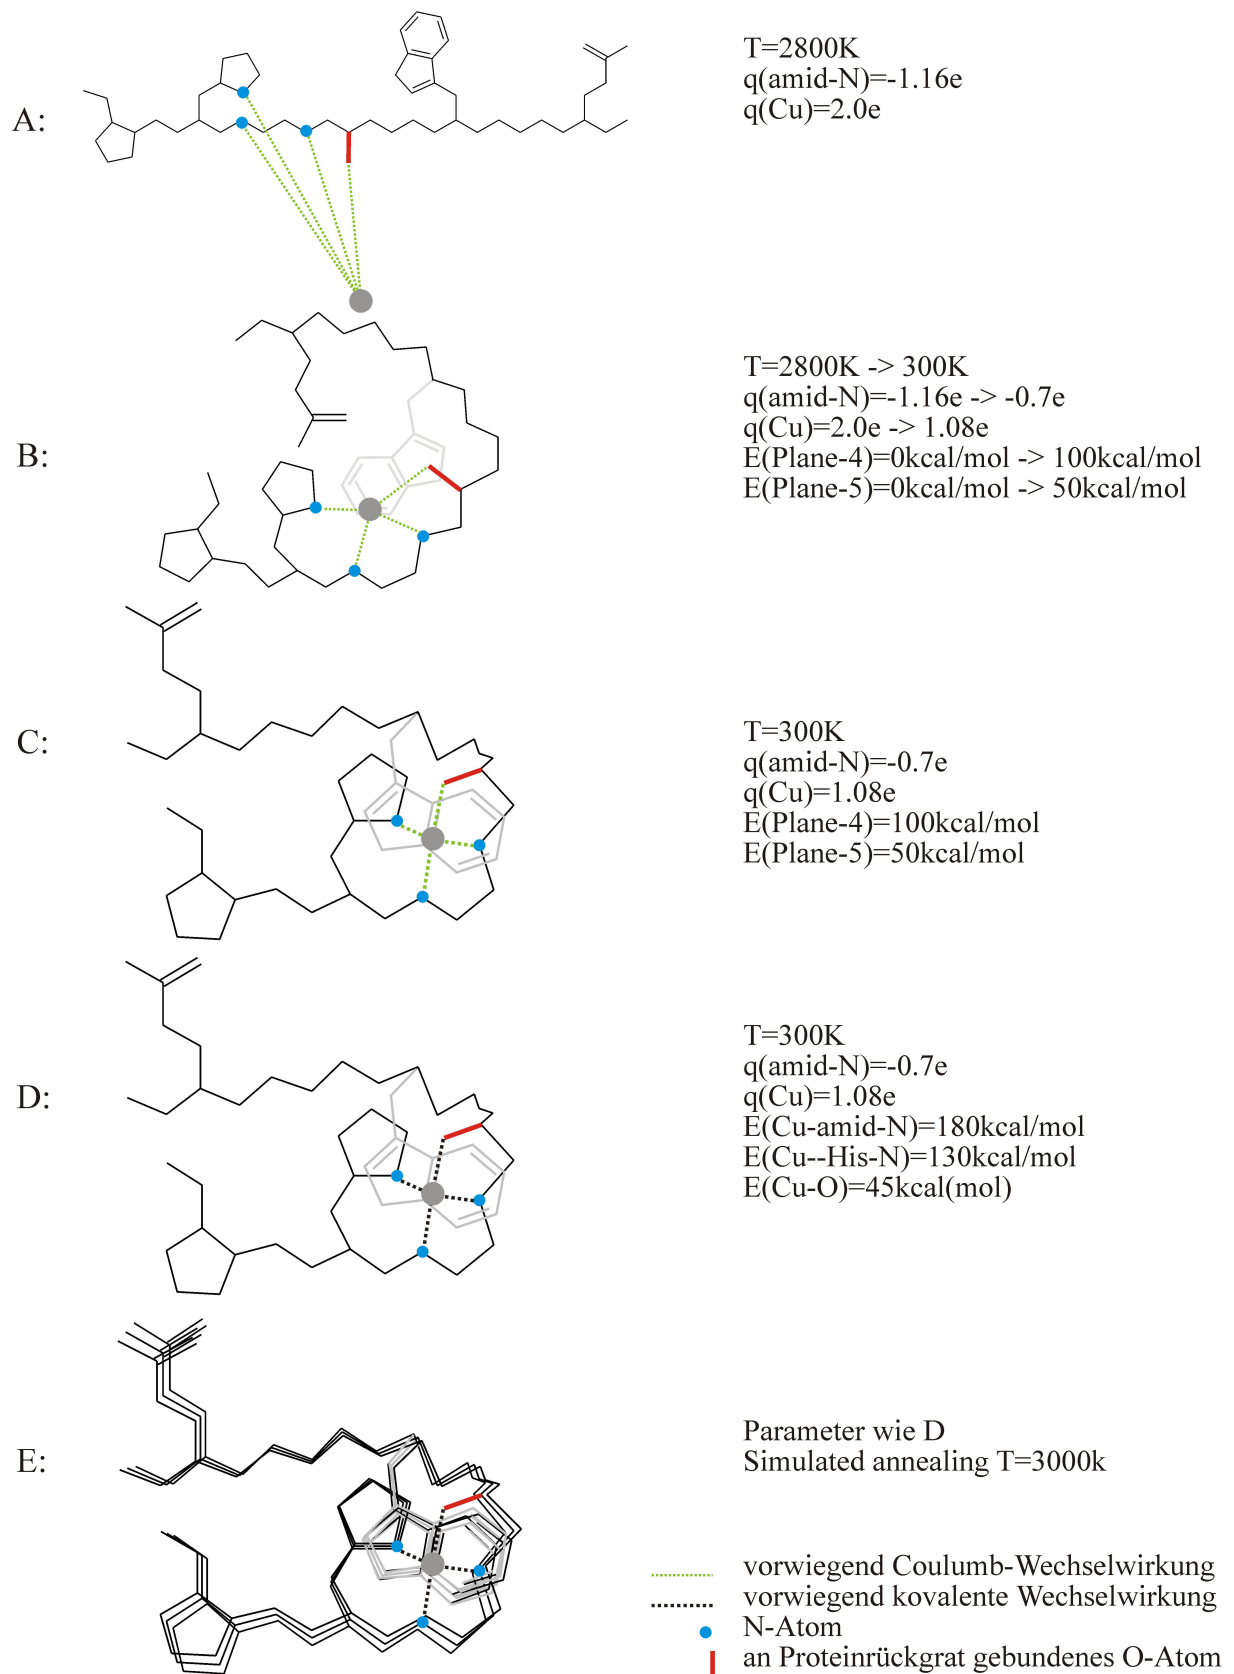 A:
T=2800K
q(amid-N)=-1.16e
q(Cu)=2.0e
B:
T=2800K -> 300K
q(amid-N)=-1.16e -> -0.7e
q(Cu)=2.0e -> 1.08e
E(Plane-4)=0kcal/mol -> 100kcal/mol
E(Plane-5)=0kcal/mol -> 50kcal/mol
C:
T=300K
q(amid-N)=-0.7e
q(Cu)=1.08e
E(Plane-4)=100kcal/mol
E(Plane-5)=50kcal/mol
D:
T=300K
q(amid-N)=-0.7e
q(Cu)=1.08e
E(Cu-amid-N)=180kcal/mol
E(Cu--His-N)=130kcal/mol
E(Cu-O)=45kcal(mol)
E:
Parameter wie D
Simulated annealing T=3000k
vorwiegend Coulumb-Wechselwirkung
vorwiegend kovalente Wechselwirkung
N-Atom
an Proteinrückgrat gebundenes O-Atom